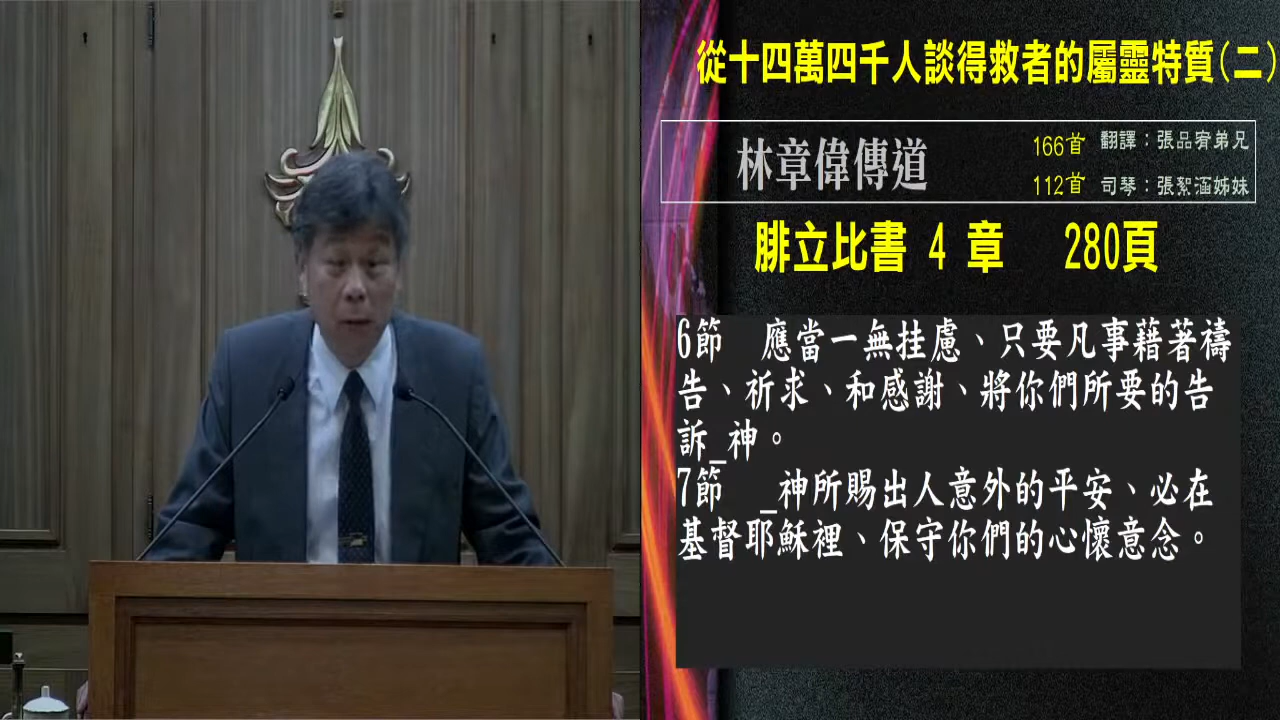 從十四萬四千人談得救者的屬靈特質(二)
林章偉傳道
166首 翻譯：張品宥弟兄
112首 司琴：張絮涵姊妹
腓立比書 4 章 280頁
6節 應當一無挂慮、只要凡事藉著禱
告、祈求、和感謝、將你們所要的告
訴_神。
7節 _神所賜出人意外的平安、必在
基督耶穌裡、保守你們的心懷意念。